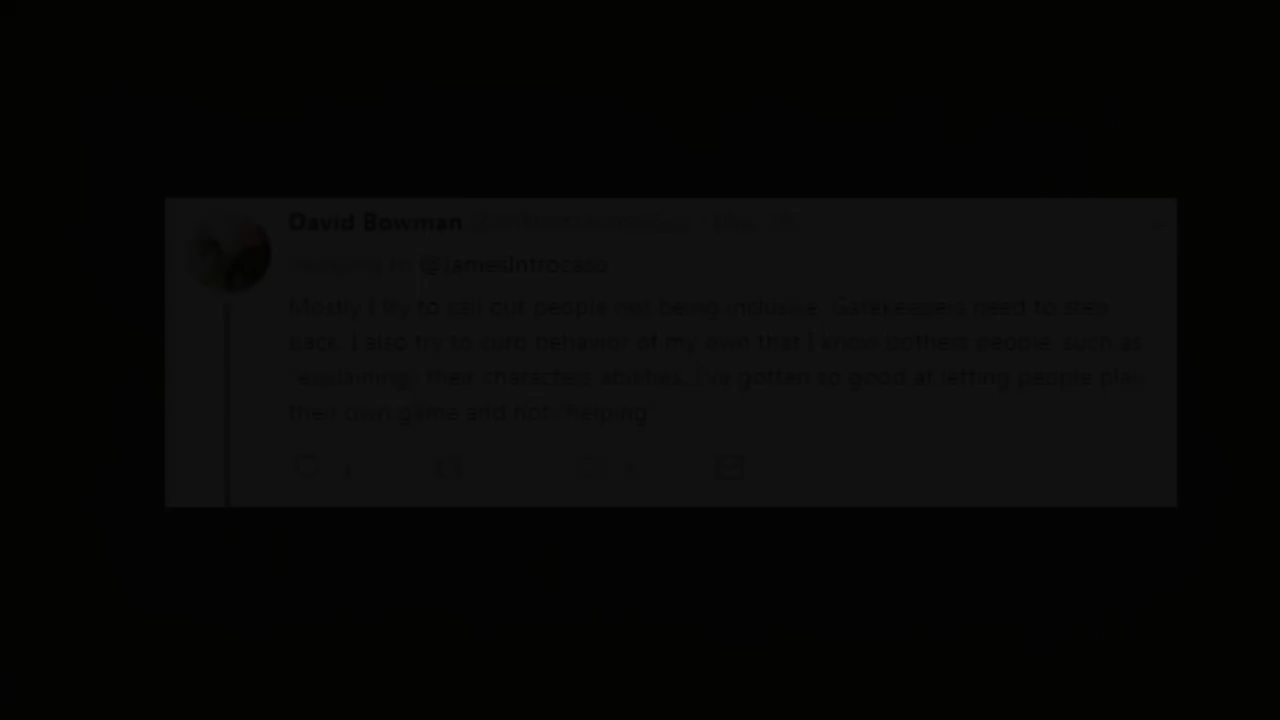 David Bowman
Replying to @JamesIntrocaso
Mostly I try to call out people not being inclusive. Gatekeepers need to step
back. I also try to curb behavior of my own that I know bothers people, such as
"explaining" their characters abilities. I've gotten so good at letting people play
their own game and not "helping"